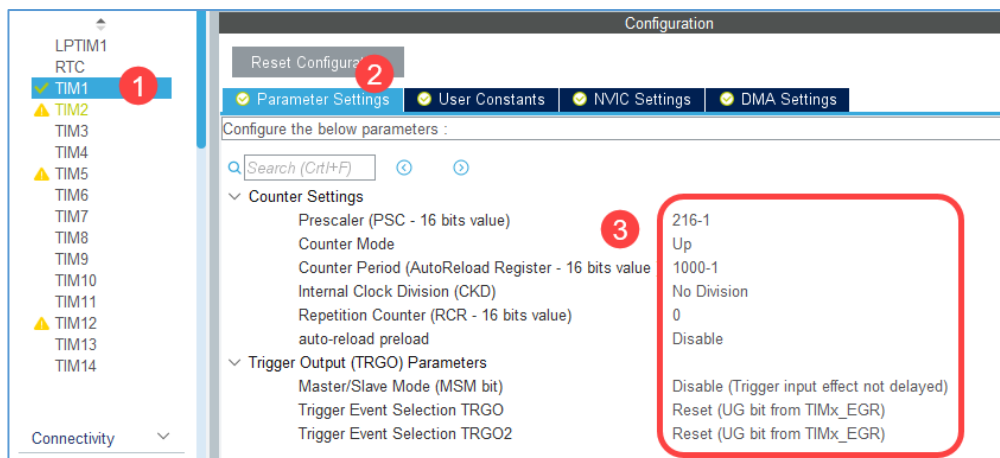 Configuration
LPTIM1
RTC
TIM1
TIM2
TIM3
TIM4
TIM5
TIM6
TIM7
TIM8
TIM9
TIM10
TIM11
TIM12
TIM13
TIM14
Connectivity
1
Reset Configura
2
Parameter Settings User Constants NVIC Settings DMA Settings
Configure the below parameters :
Search (Crtl+F)
Counter Settings
3
Prescaler (PSC - 16 bits value) 216-1
Counter Mode Up
Counter Period (AutoReload Register - 16 bits value 1000-1
Internal Clock Division (CKD) No Division
Repetition Counter (RCR - 16 bits value) 0
auto-reload preload Disable
Trigger Output (TRGO) Parameters
Master/Slave Mode (MSM bit) Disable (Trigger input effect not delayed)
Trigger Event Selection TRGO Reset (UG bit from TIMx_EGR)
Trigger Event Selection TRGO2 Reset (UG bit from TIMx_EGR)